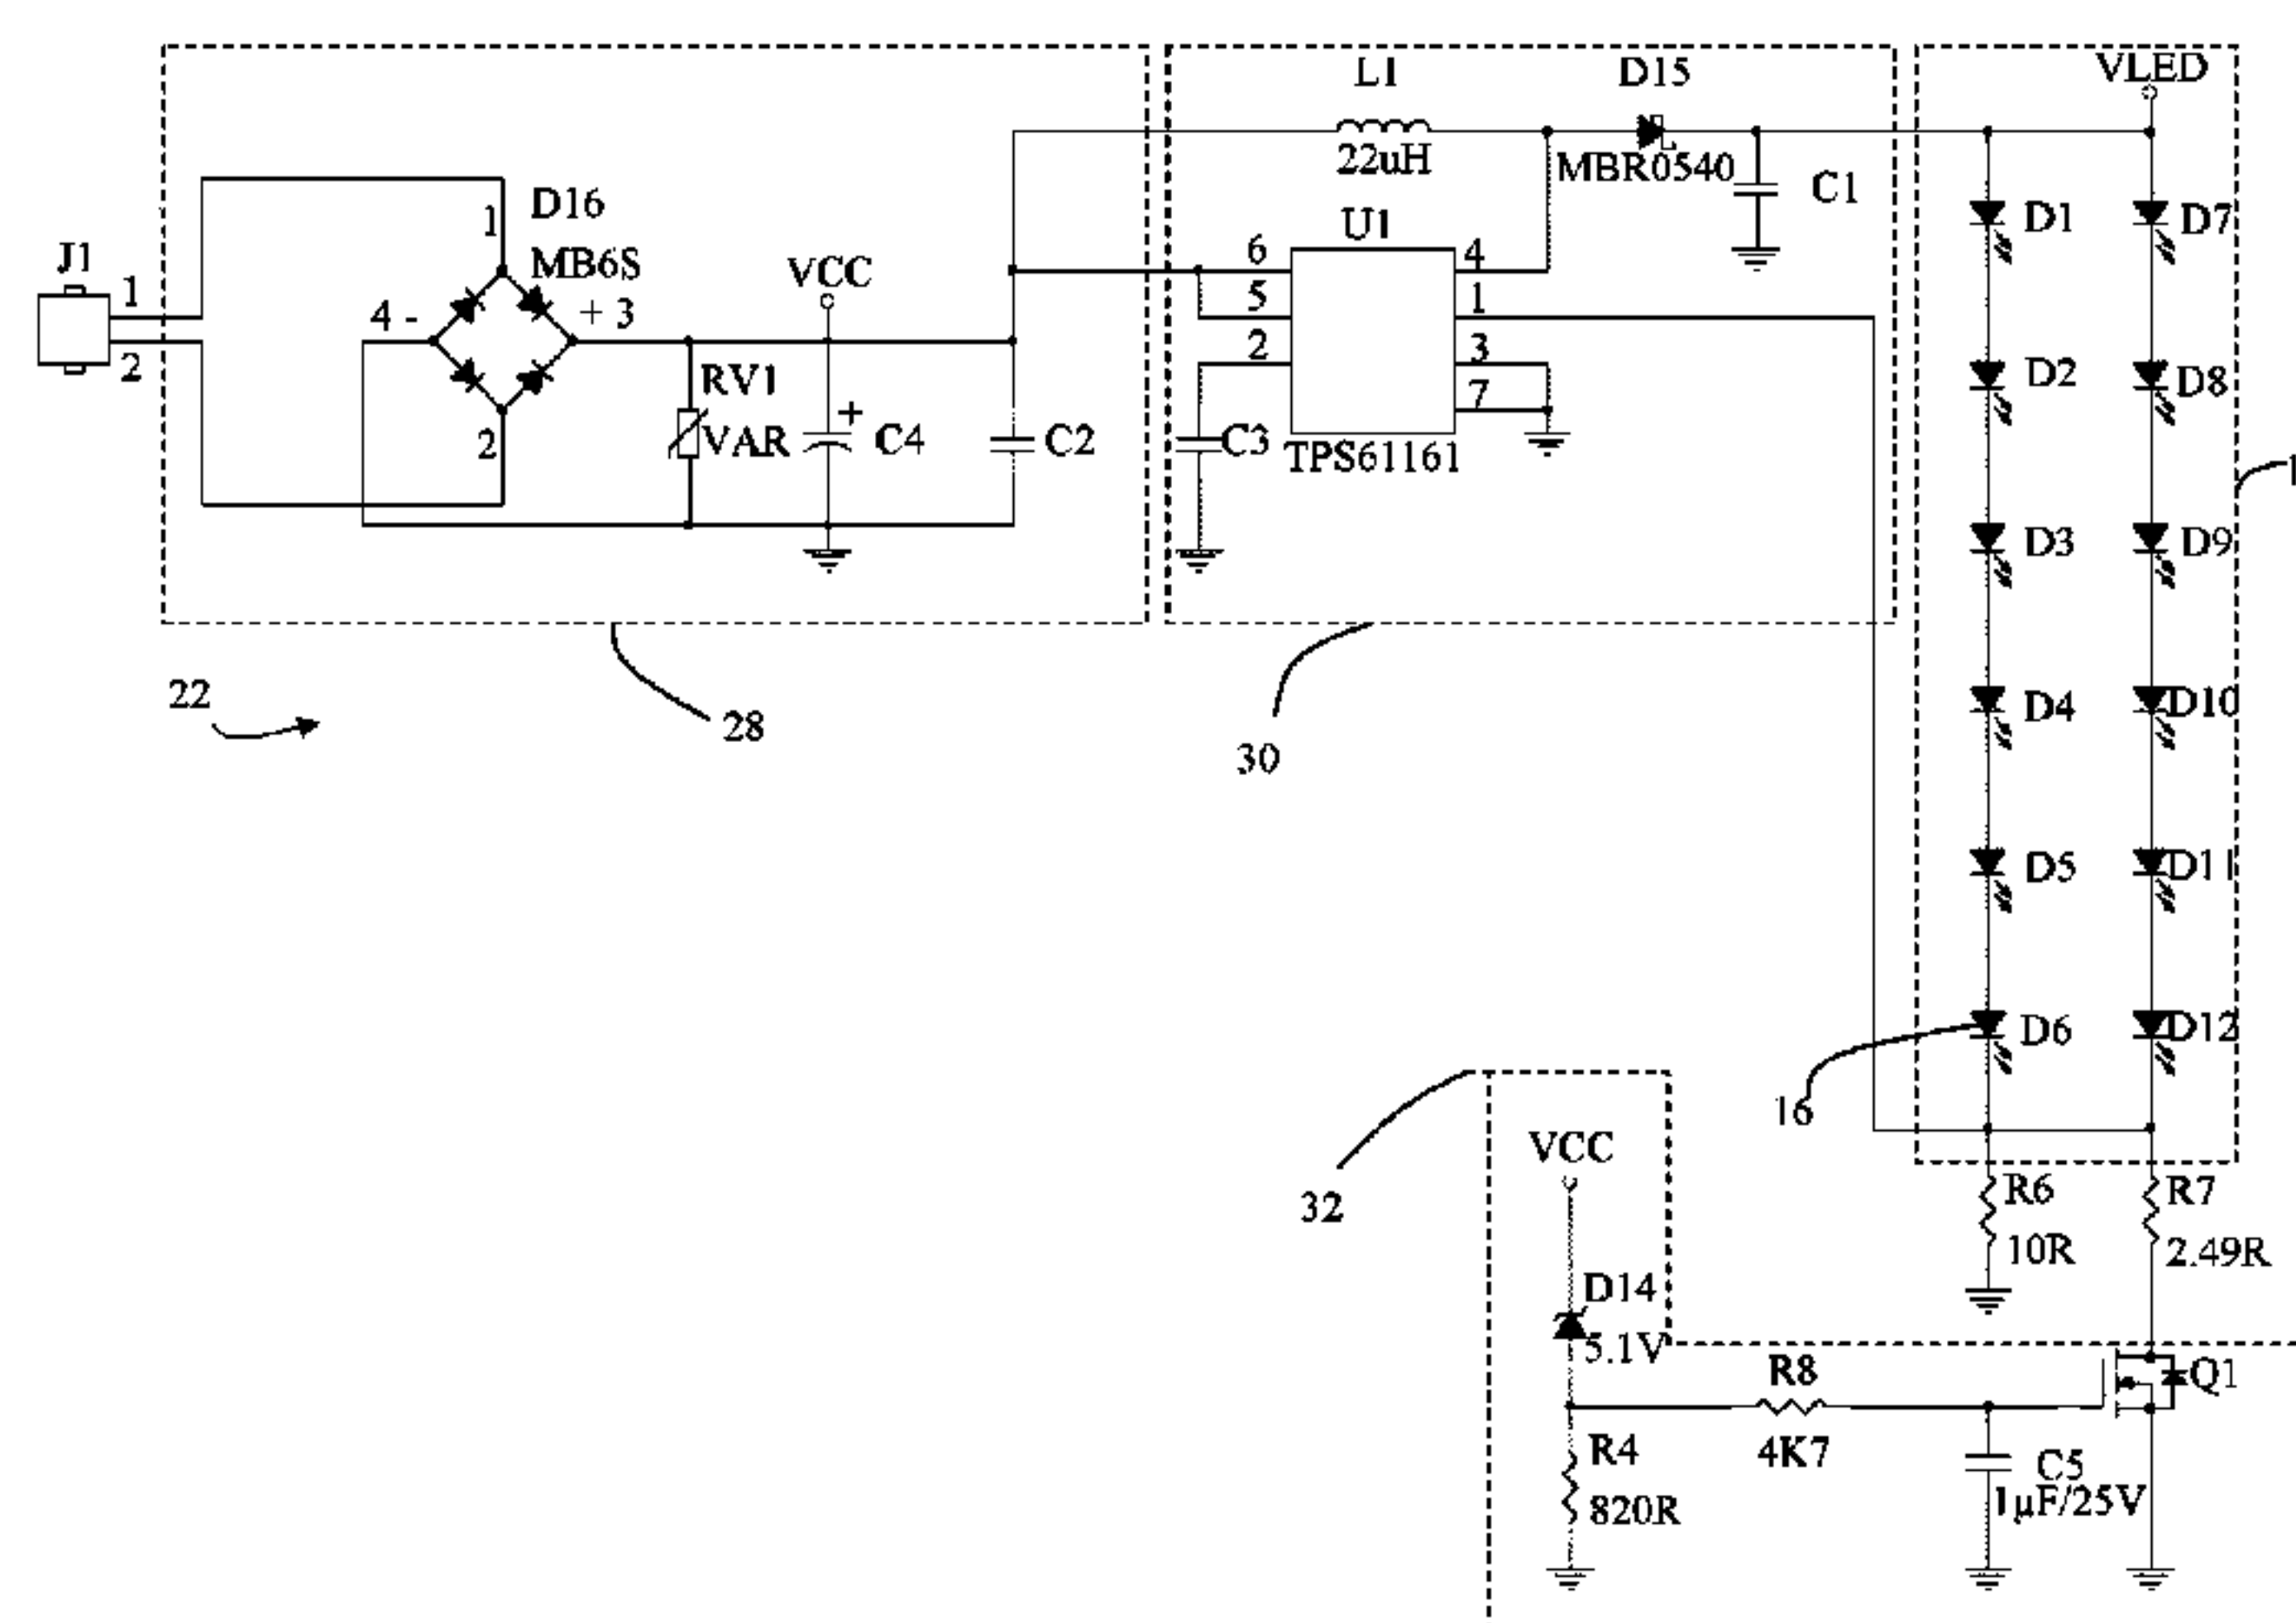 VLED
L1
D15
22uH
MBR0540
C1
D16
MB6S
1
J1
1
2
4 -
+ 3
2
VCC
RV1
VAR
+
C4
C2
U1
6
5
2
4
1
3
7
C3
TPS61161
D1
D7
D2
D8
D3
D9
D4
D10
D5
D11
D6
D12
1
22
28
30
16
32
VCC
R6
10R
R7
2.49R
D14
5.1V
R8
4K7
Q1
R4
820R
C5
1µF/25V